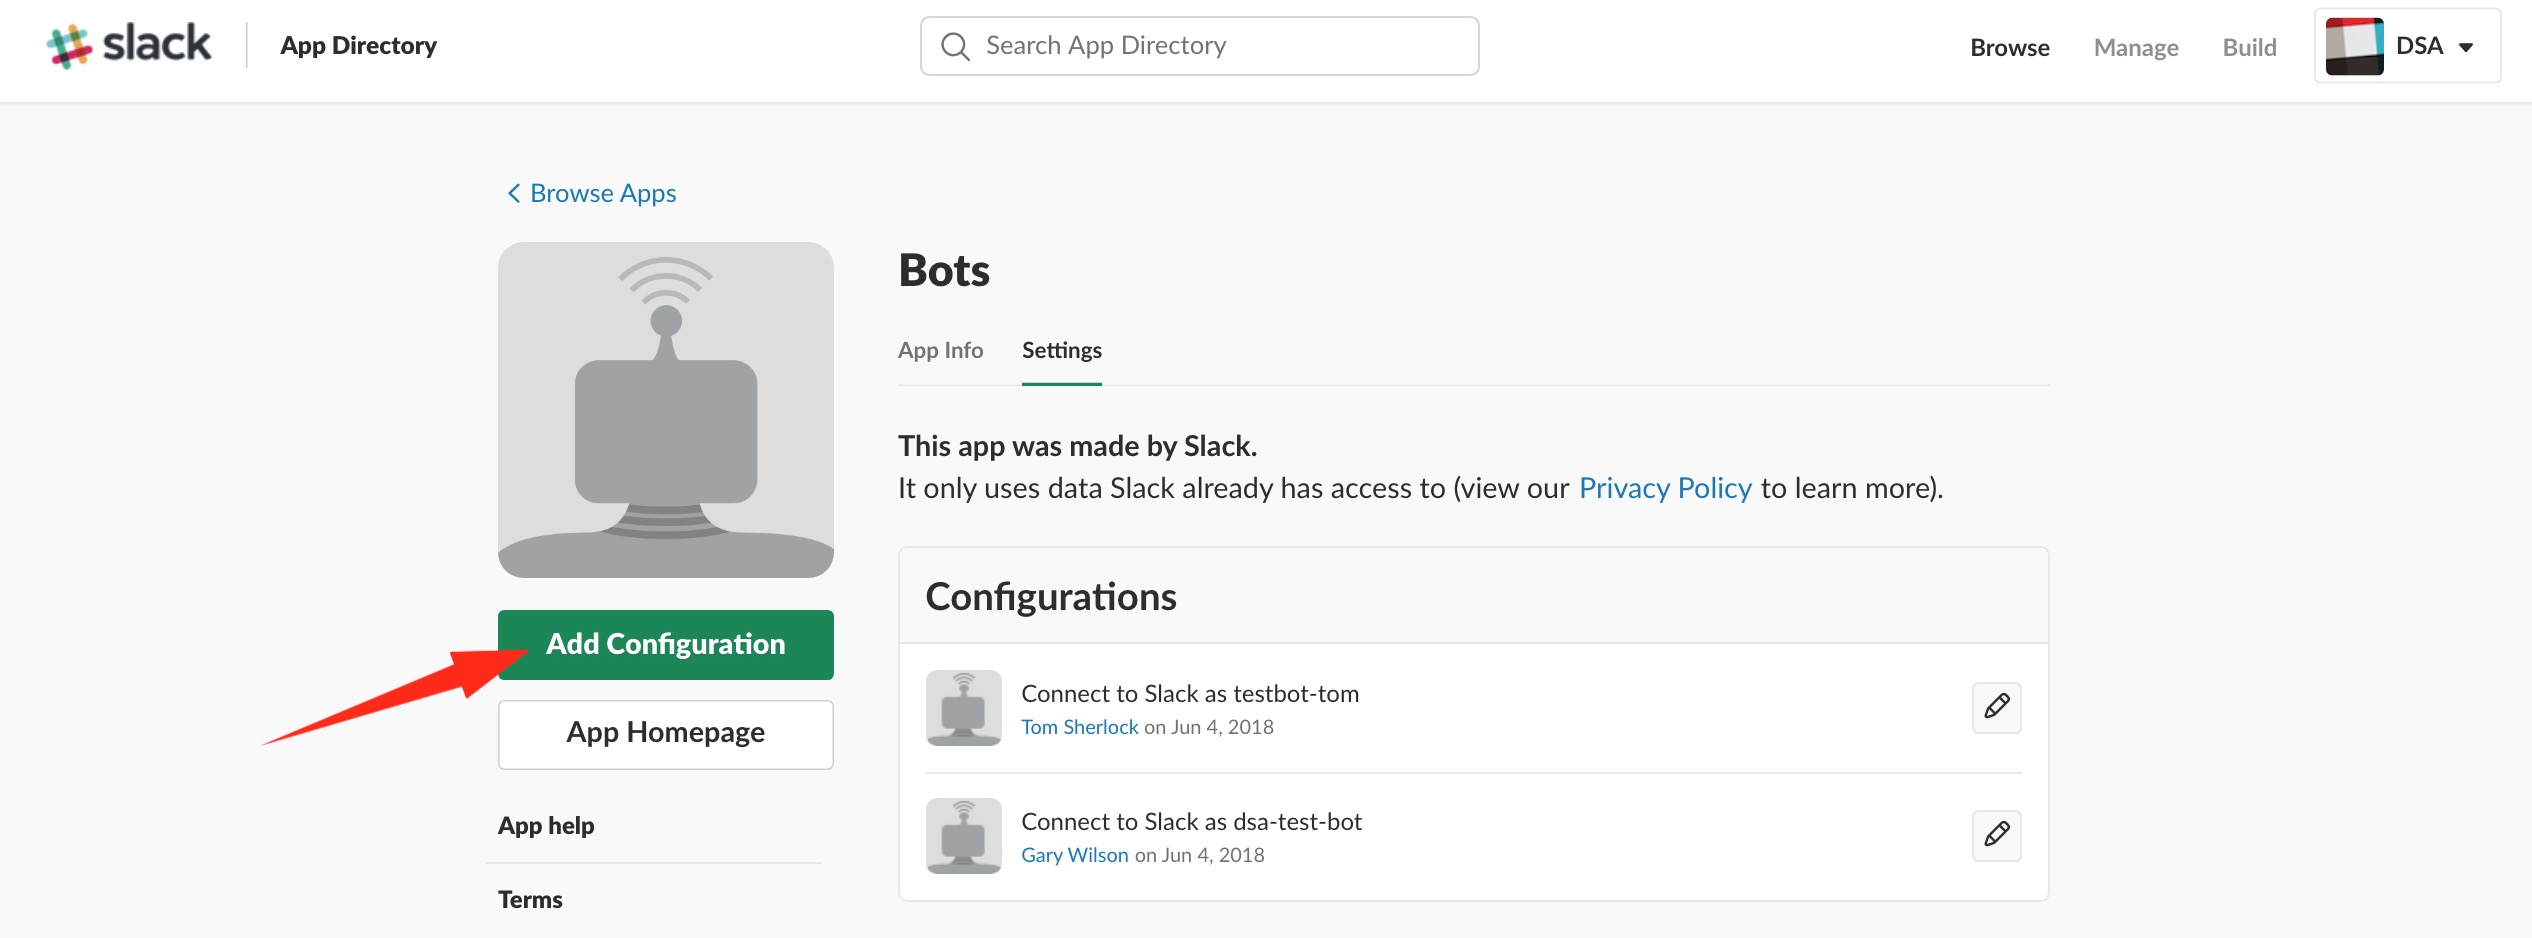 slack
App Directory
Search App Directory
Browse
Manage
Build
DSA
Browse Apps
Bots
App Info
Settings
This app was made by Slack.
It only uses data Slack already has access to (view our Privacy Policy to learn more).
Add Configuration
App Homepage
App help
Terms
Configurations
Connect to Slack as testbot-tom
Tom Sherlock on Jun 4, 2018
Connect to Slack as dsa-test-bot
Gary Wilson on Jun 4, 2018